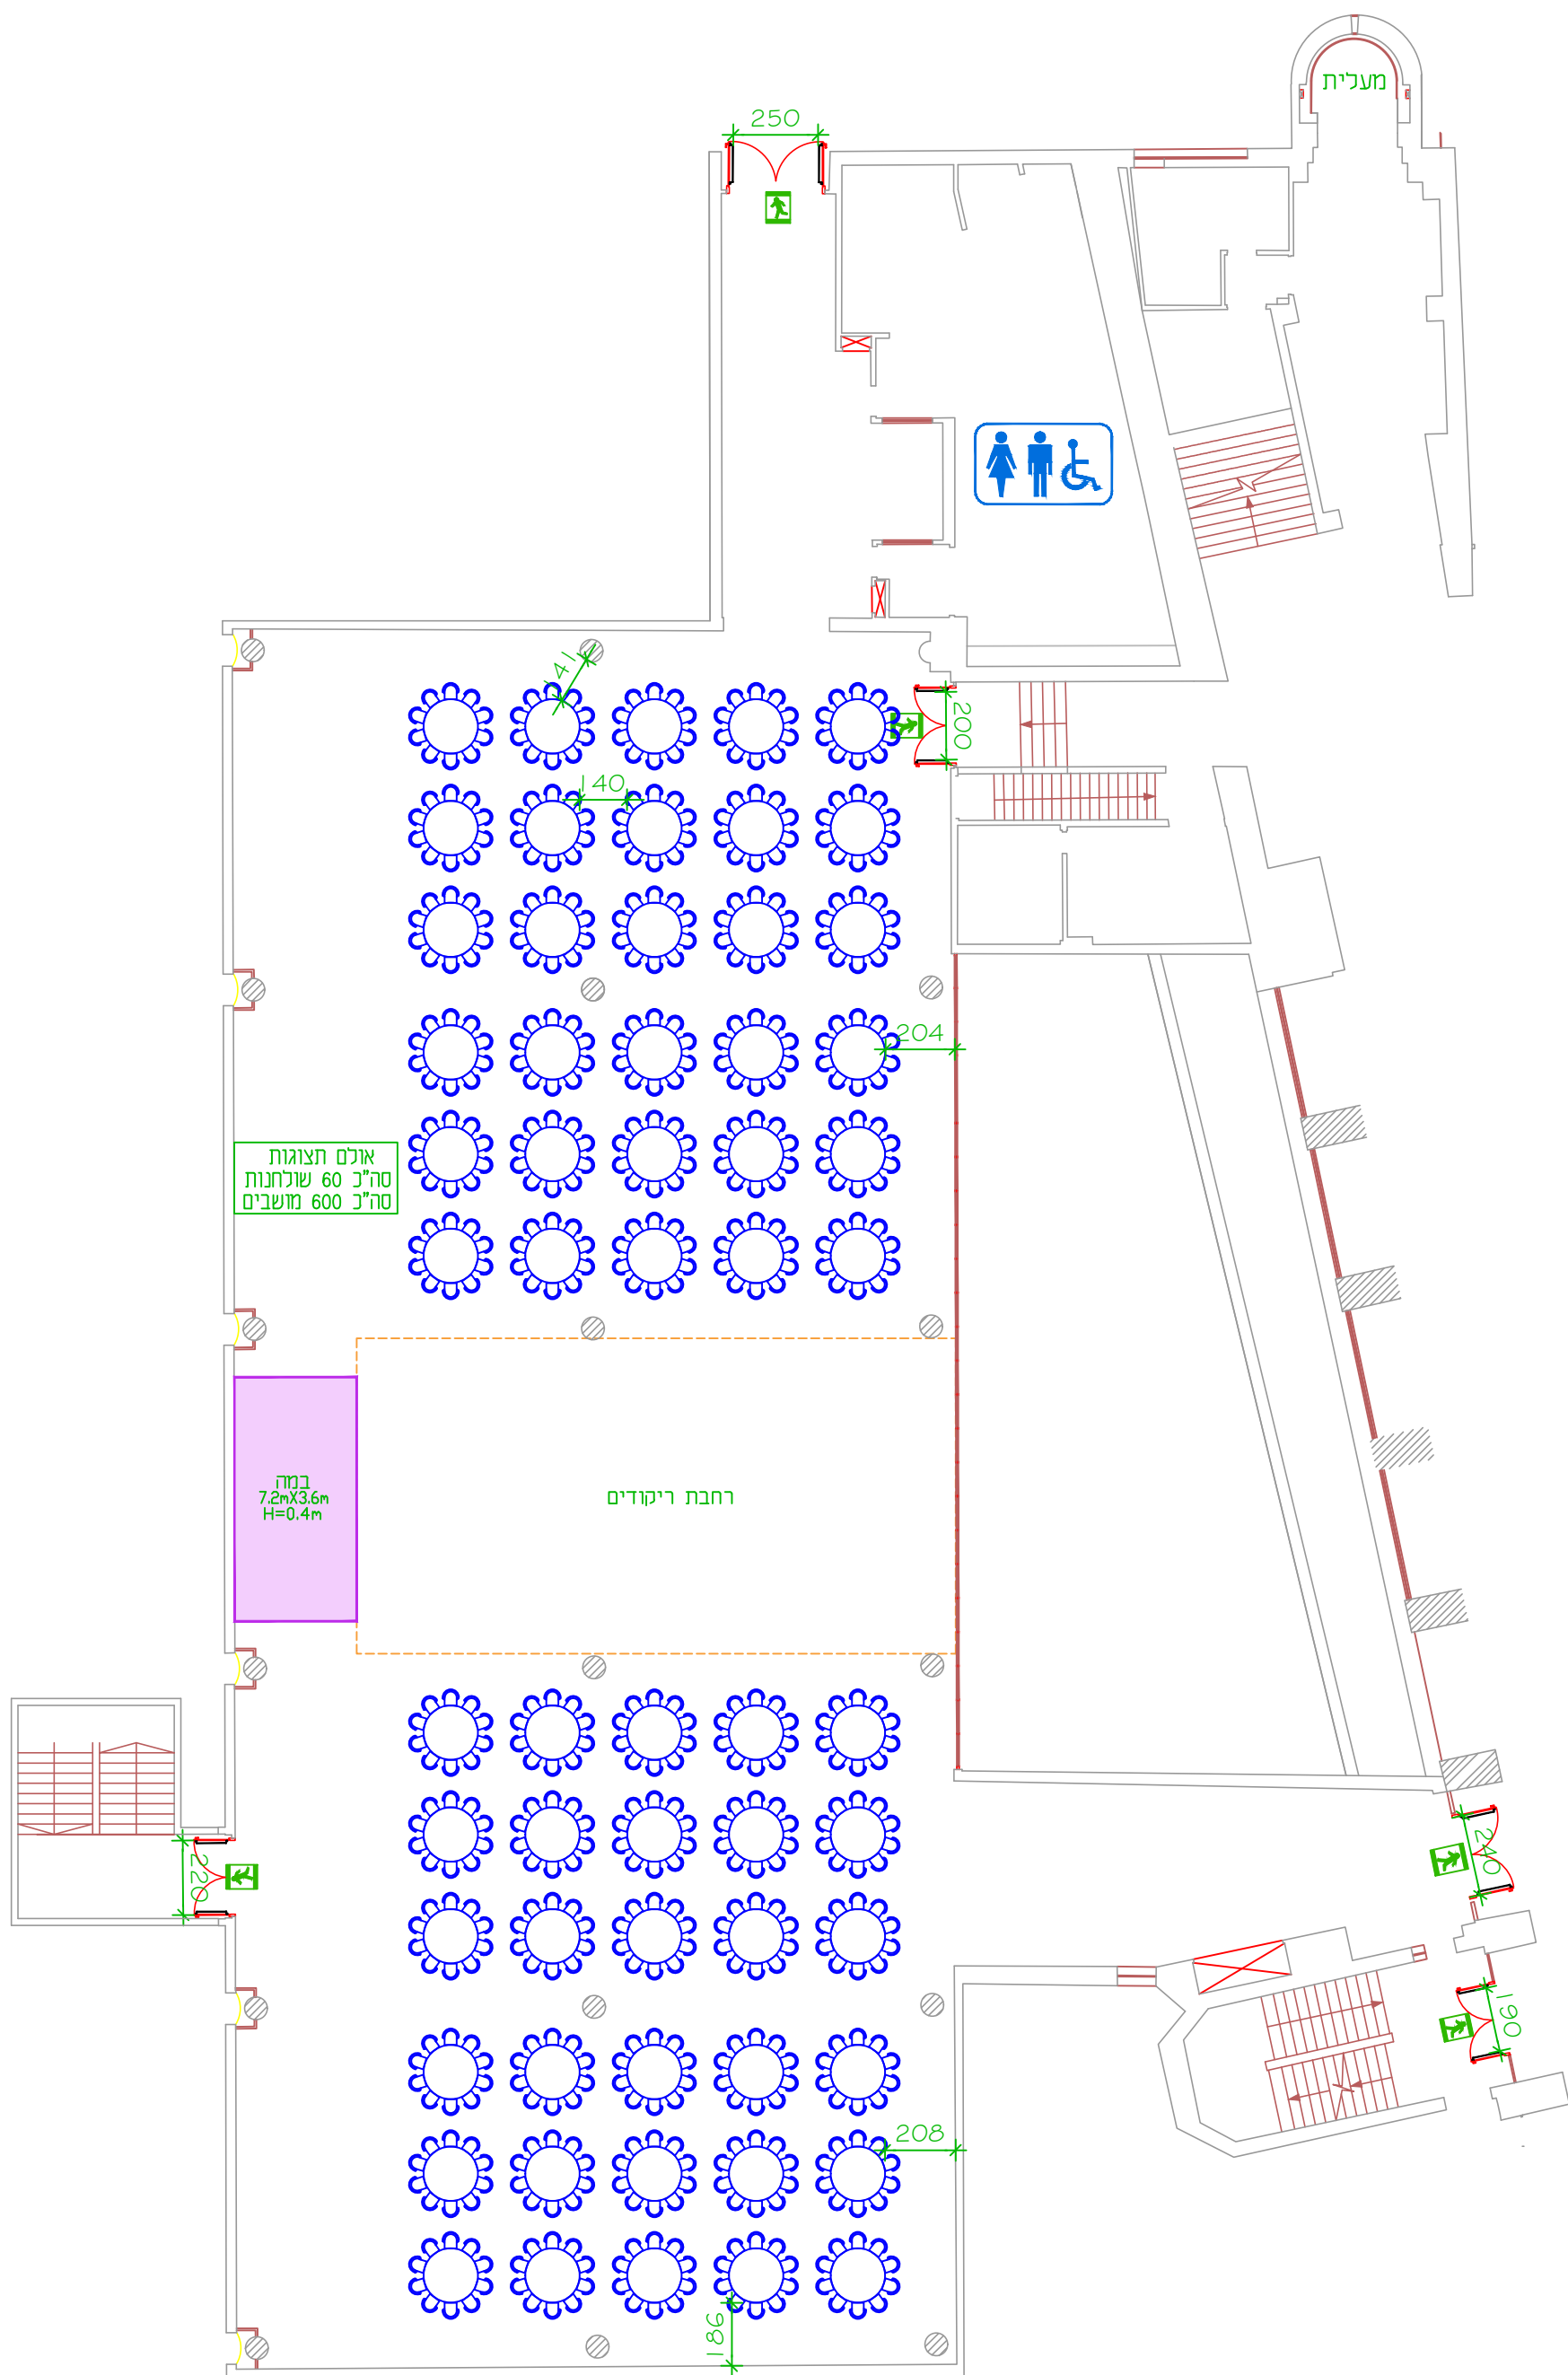 מעלית
250
141
200
140
204
אולם תצוגות
סה"כ 60 שולחנות
סה"כ 600 מושבים
במה
7.2mX3.6m
H=0.4m
רחבת ריקודים
240
220
190
208
186